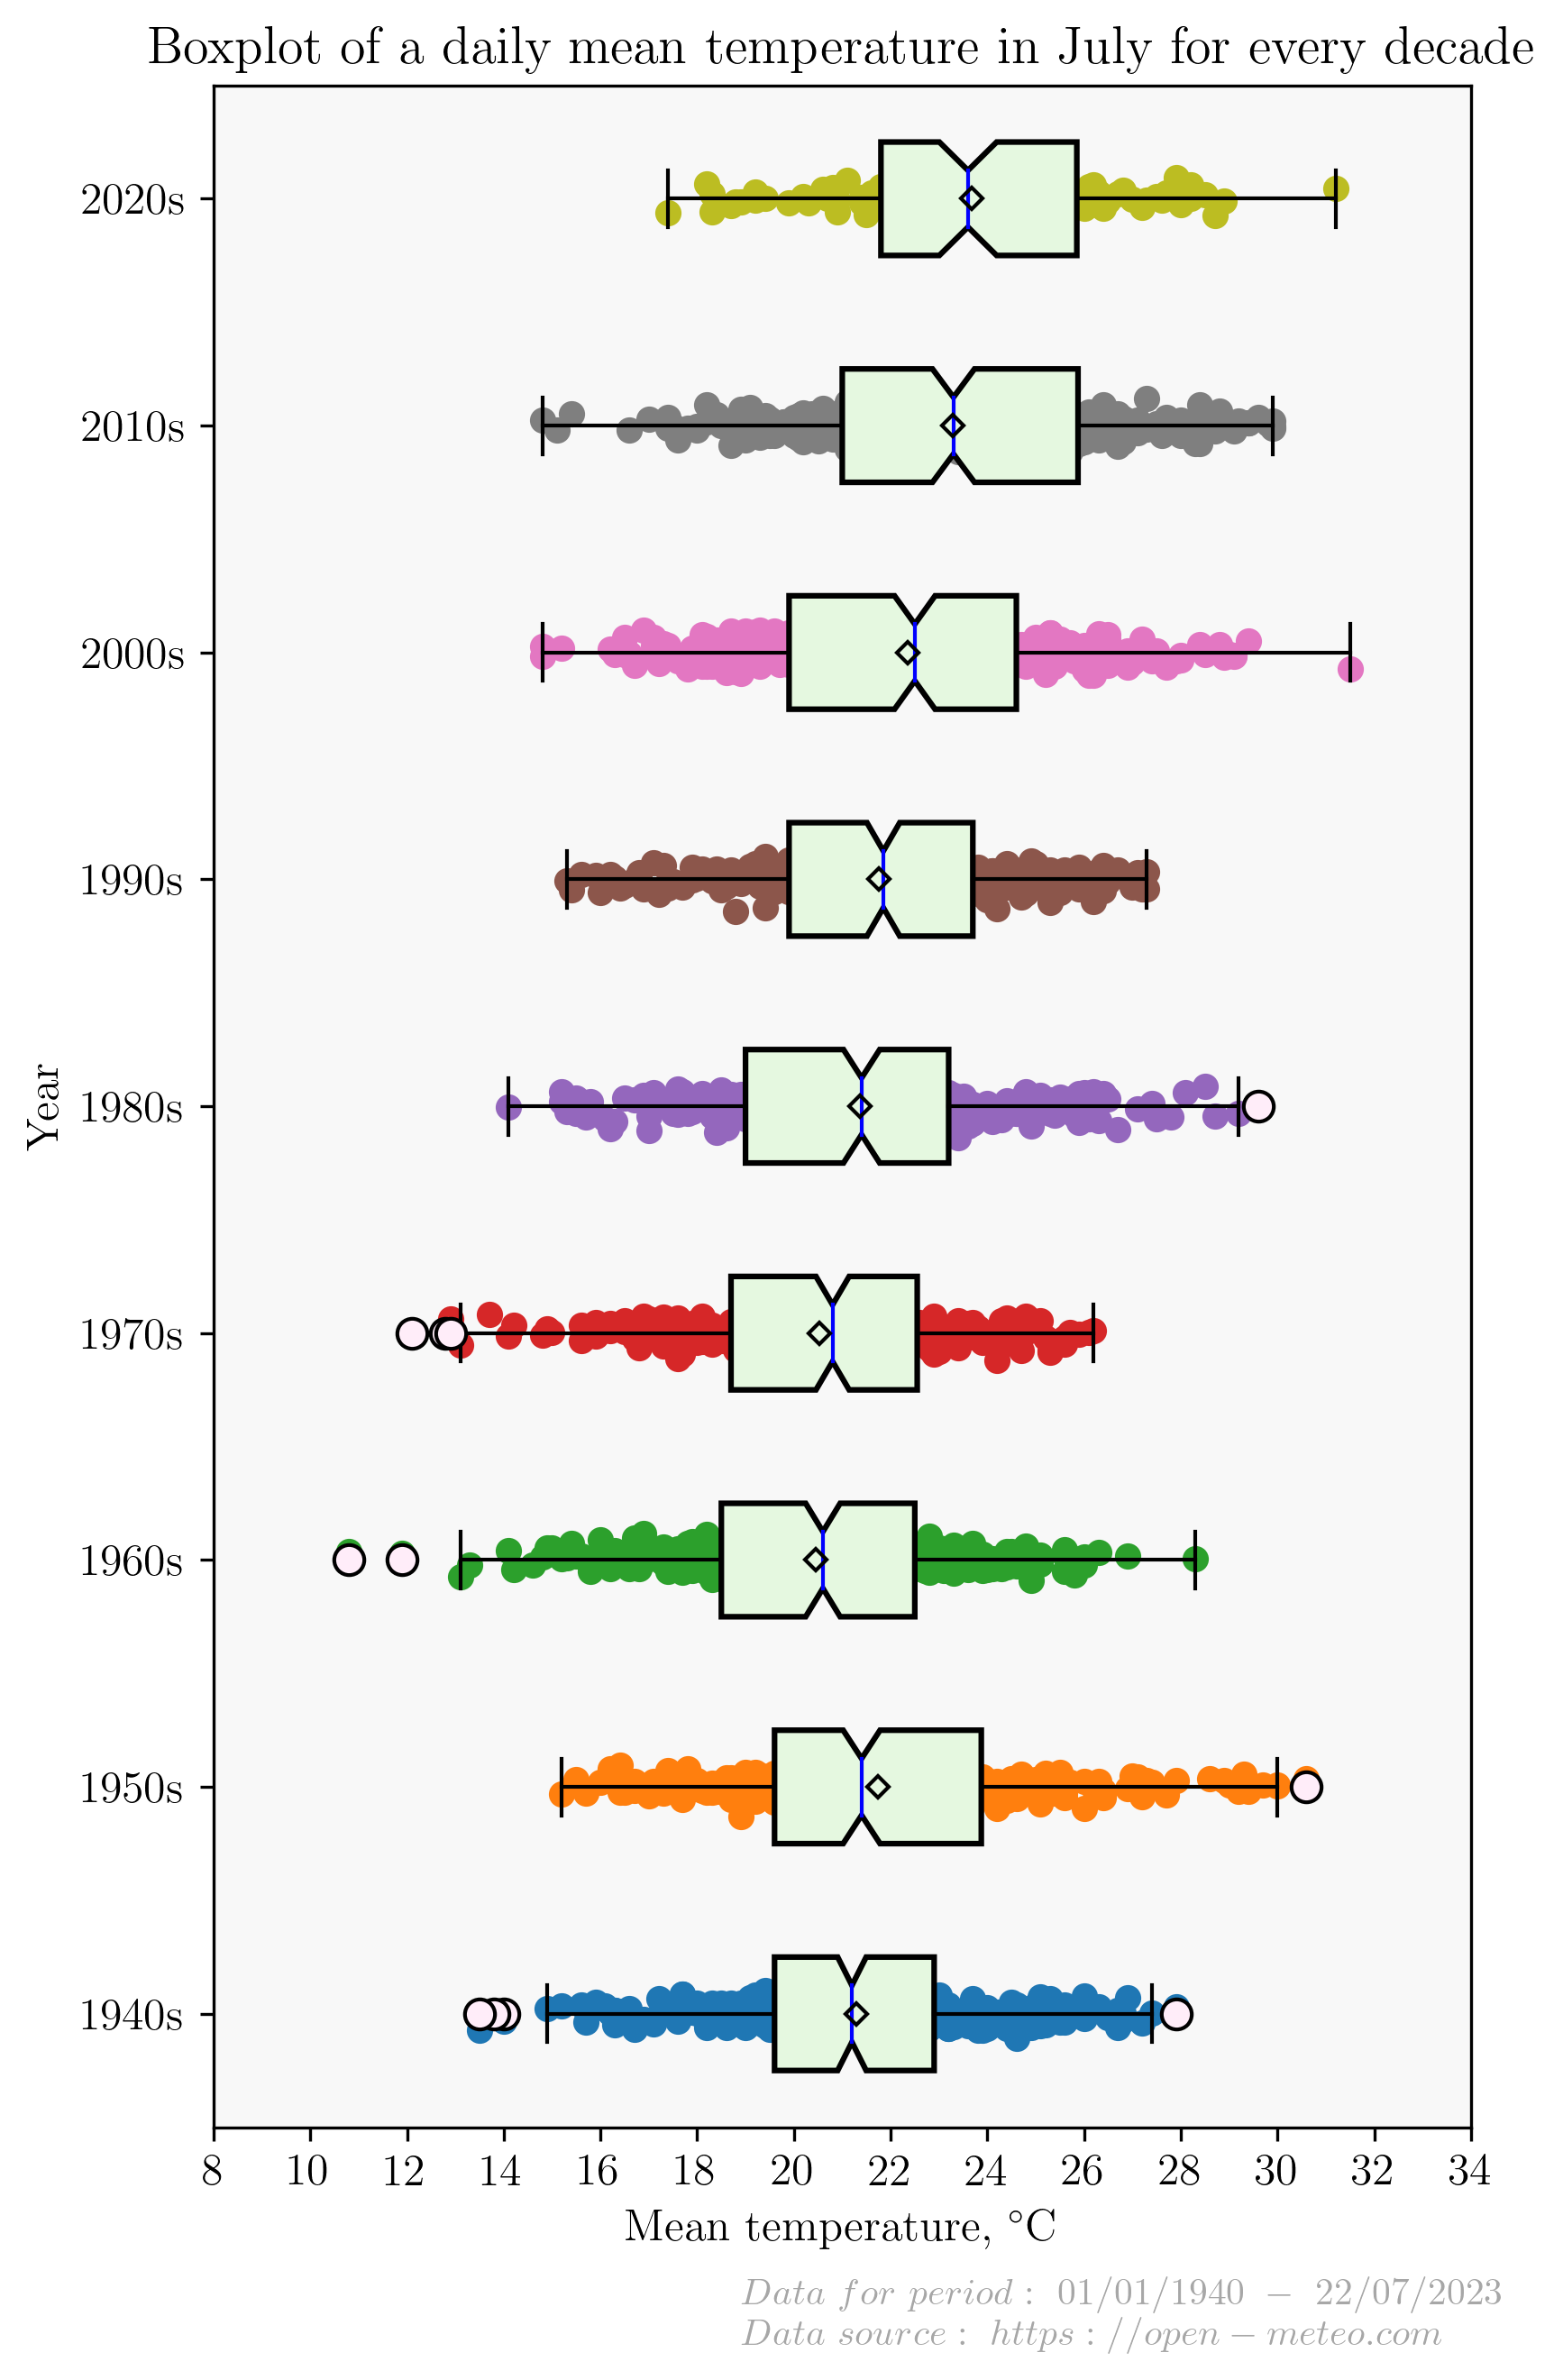 Boxplot of a daily mean temperature in July for every decade
2020s
2010s
2000s
1990s
1980s
1970s
1960s
1950s
1940s
Year
8 10 12 14 16 18 20 22 24 26 28 30 32 34
Mean temperature, °C
Data for period : 01/01/1940 − 22/07/2023
Data source : https : //open − meteo.com